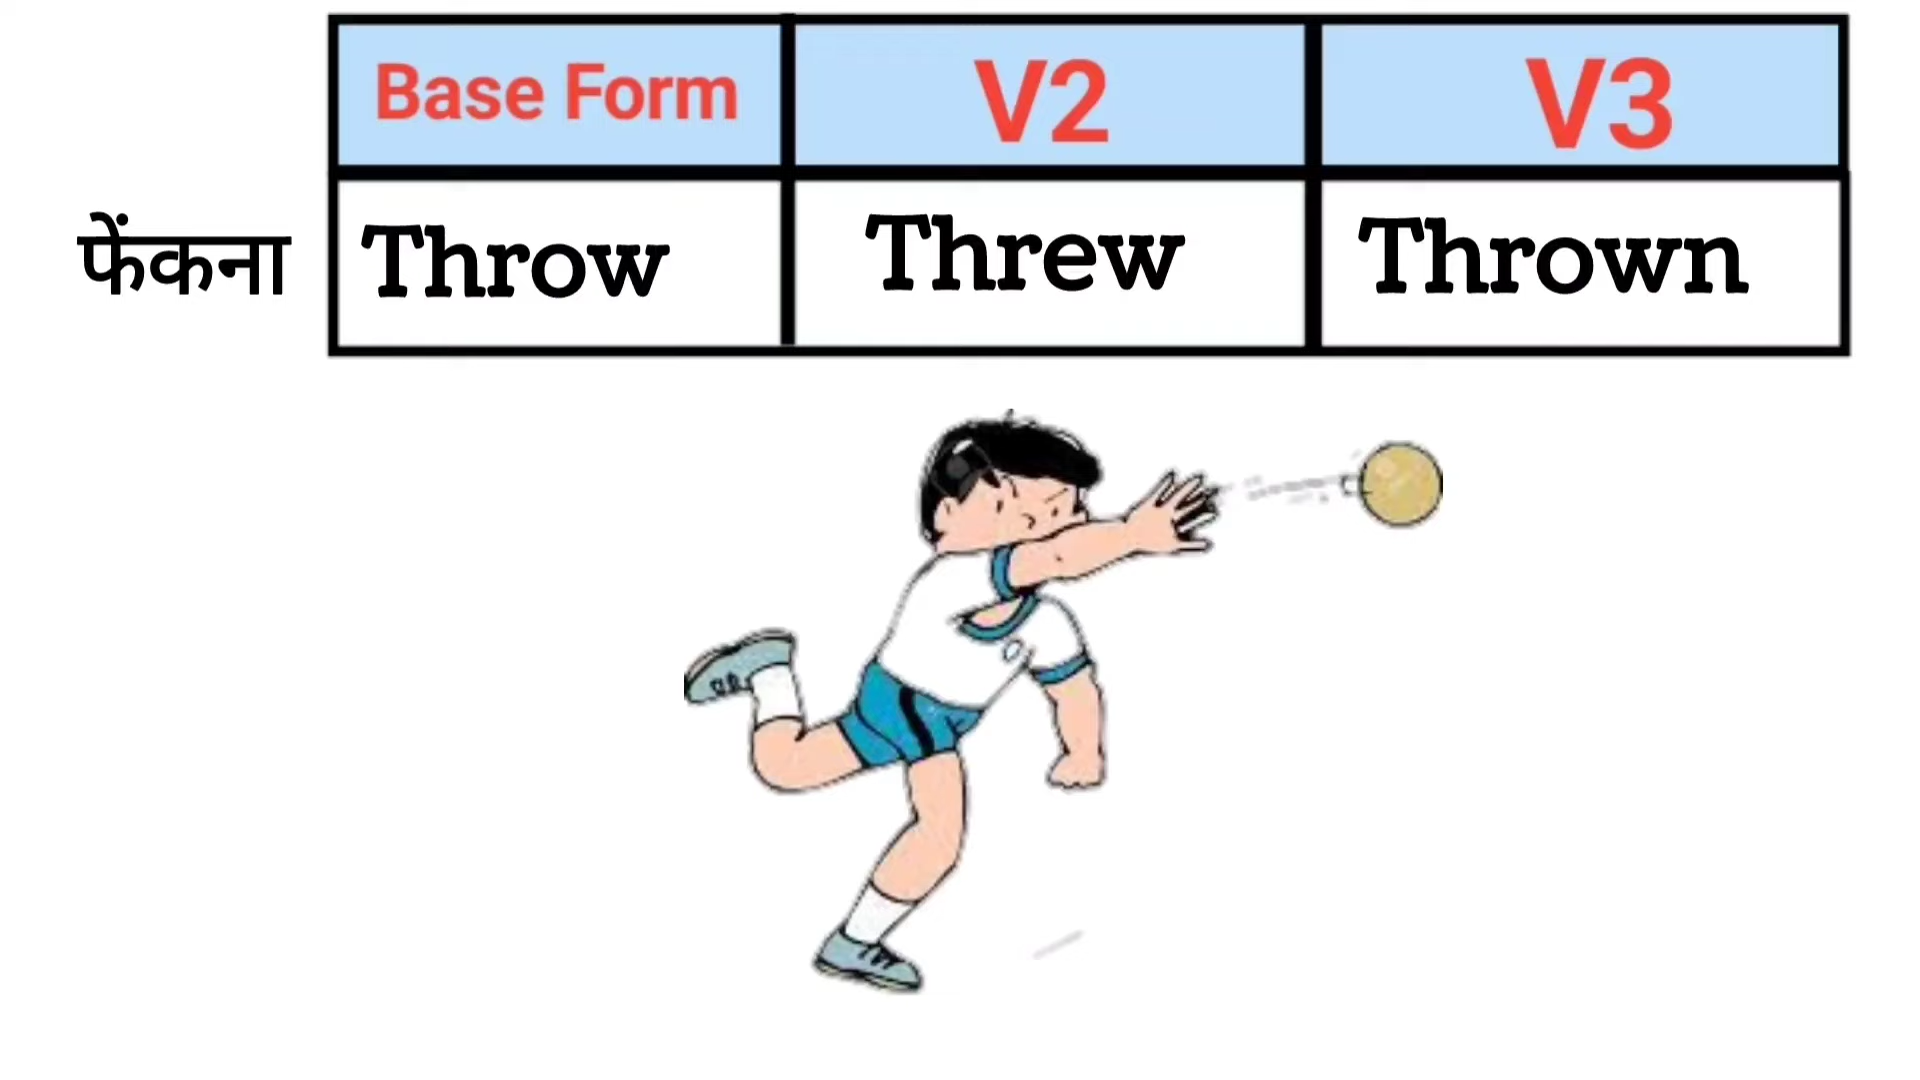 Base Form V2 V3
फेंकना Throw Threw Thrown